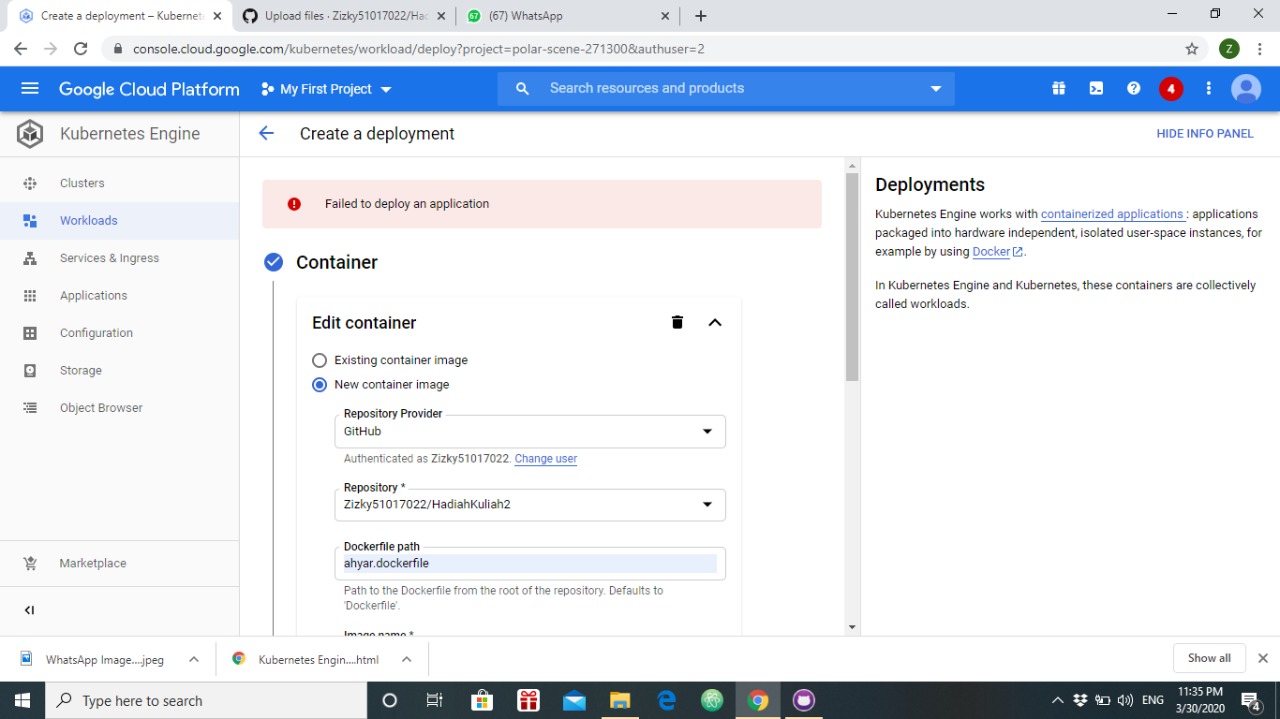 Create a deployment – Kubernete
Upload files · Zizky51017022/Had
(67) WhatsApp
console.cloud.google.com/kubernetes/workload/deploy?project=polar-scene-271300&authuser=2
Z
Google Cloud Platform
My First Project
Search resources and products
4
Kubernetes Engine
Create a deployment
HIDE INFO PANEL
Clusters
Workloads
Services & Ingress
Applications
Configuration
Storage
Object Browser
Marketplace
Failed to deploy an application
Container
Edit container
Existing container image
New container image
Repository Provider
GitHub
Authenticated as Zizky51017022. Change user
Repository *
Zizky51017022/HadiahKuliah2
Dockerfile path
ahyar.dockerfile
Path to the Dockerfile from the root of the repository. Defaults to
'Dockerfile'.
Image name *
Deployments
Kubernetes Engine works with containerized applications : applications
packaged into hardware independent, isolated user-space instances, for
example by using Docker.
In Kubernetes Engine and Kubernetes, these containers are collectively
called workloads.
WhatsApp Image....jpeg
Kubernetes Engin....html
Show all
Type here to search
ENG
11:35 PM
3/30/2020
4